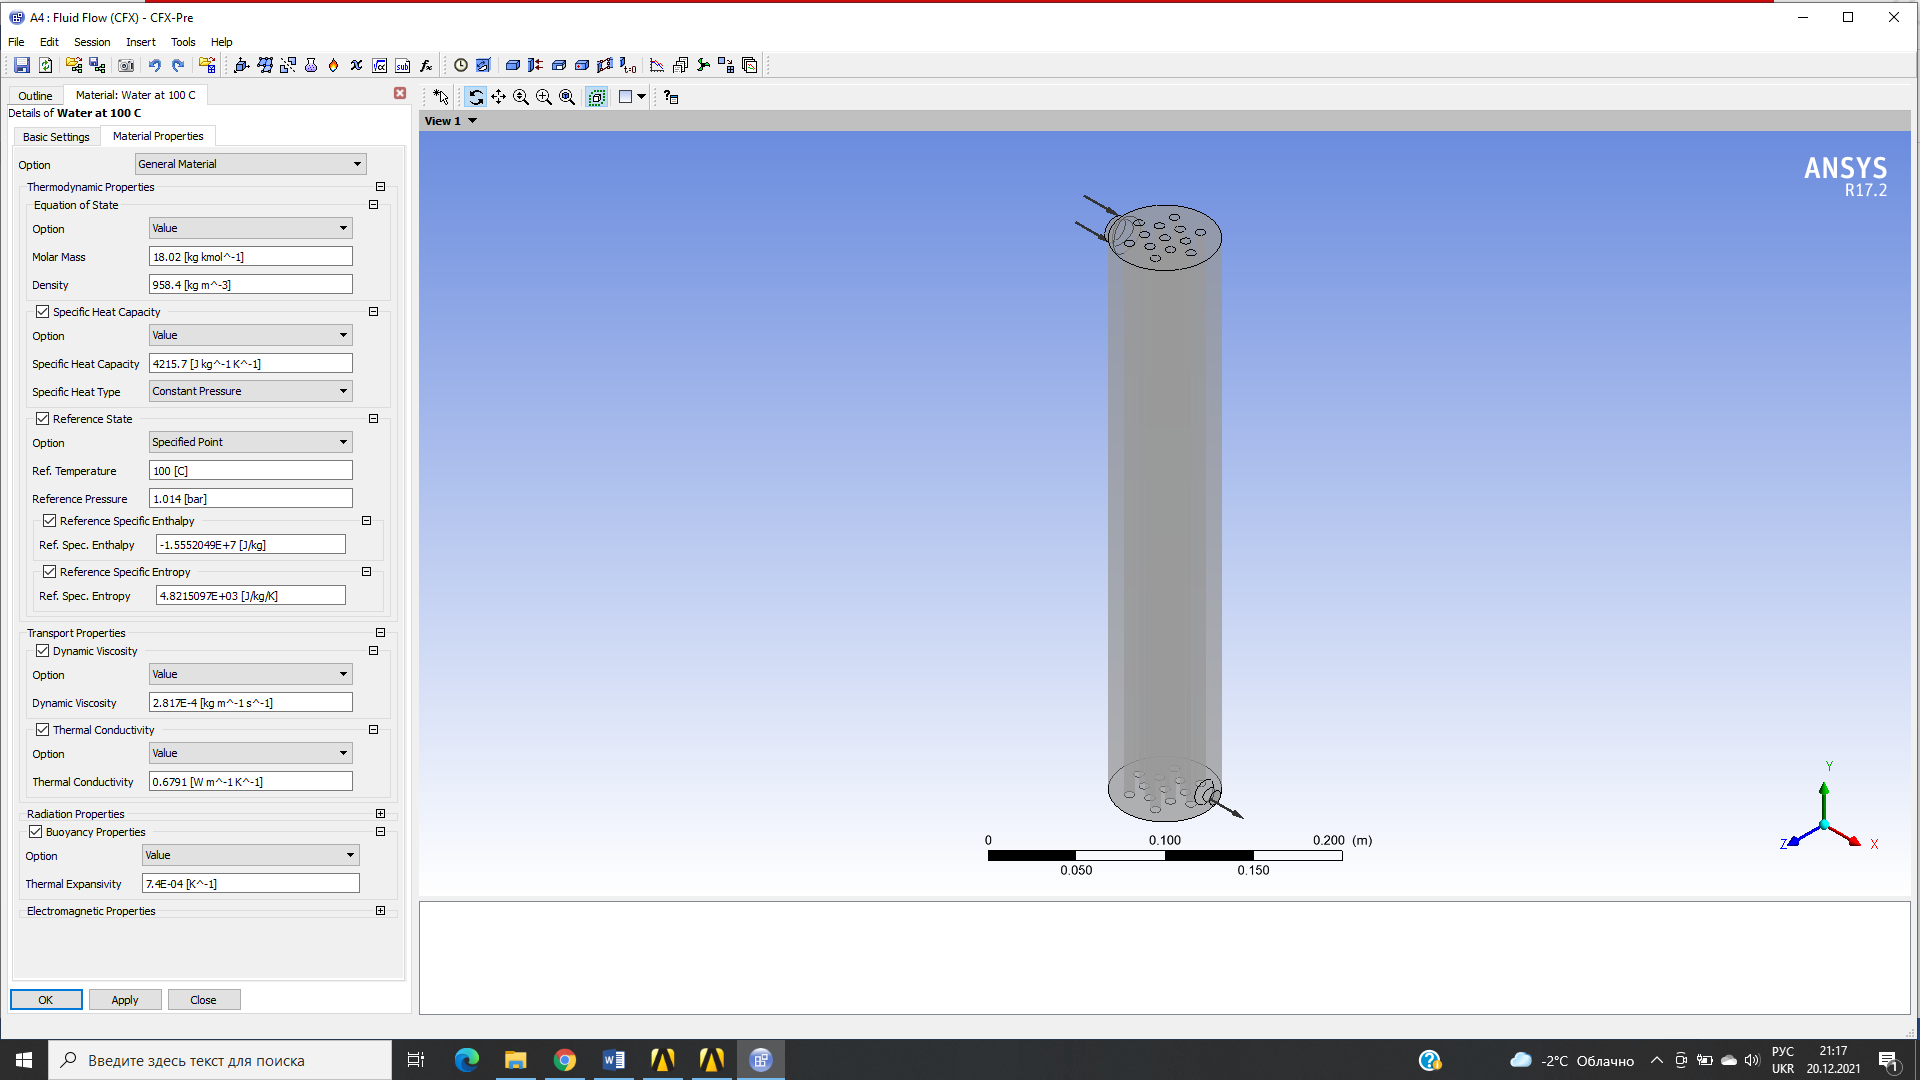 A4 : Fluid Flow (CFX) - CFX-Pre
File Edit Session Insert Tools Help
Outline Material: Water at 100 C
Details of Water at 100 C
Basic Settings Material Properties
Option General Material
Thermodynamic Properties
Equation of State
Option Value
Molar Mass 18.02 [kg kmol^-1]
Density 958.4 [kg m^-3]
Specific Heat Capacity
Option Value
Specific Heat Capacity 4215.7 [J kg^-1 K^-1]
Specific Heat Type Constant Pressure
Reference State
Option Specified Point
Ref. Temperature 100 [C]
Reference Pressure 1.014 [bar]
Reference Specific Enthalpy
Ref. Spec. Enthalpy -1.5552049E+7 [J/kg]
Reference Specific Entropy
Ref. Spec. Entropy 4.8215097E+03 [J/kg/K]
Transport Properties
Dynamic Viscosity
Option Value
Dynamic Viscosity 2.817E-4 [kg m^-1 s^-1]
Thermal Conductivity
Option Value
Thermal Conductivity 0.6791 [W m^-1 K^-1]
Radiation Properties
Buoyancy Properties
Option Value
Thermal Expansivity 7.4E-04 [K^-1]
Electromagnetic Properties
OK Apply Close
View 1
ANSYS
R17.2
Y
Z X
0 0.100 0.200 (m)
0.050 0.150
Введите здесь текст для поиска
-2°C Облачно
РУС
UKR
21:17
20.12.2021
1